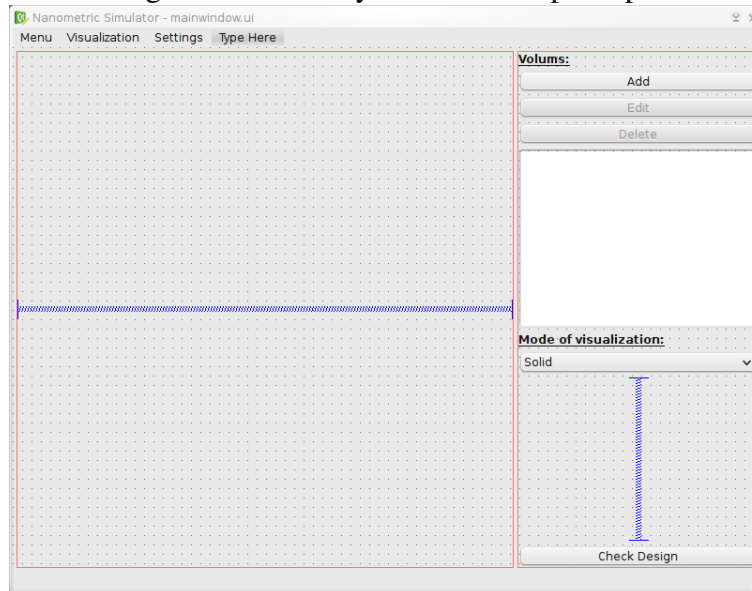 Nanometric Simulator - mainwindow.ui
Menu Visualization Settings Type Here
Volums:
Add
Edit
Delete
Mode of visualization:
Solid
Check Design